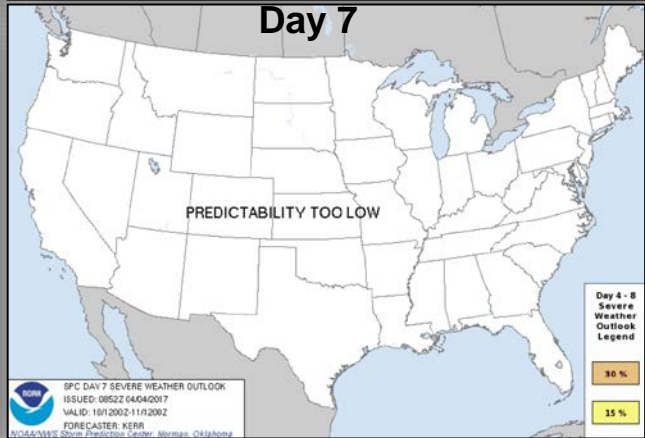 Day 7
PREDICTABILITY TOO LOW
Day 4 - 8
Severe
Weather
Outlook
Legend
30 %
15 %
NOAA
SPC DAY 7 SEVERE WEATHER OUTLOOK
ISSUED: 0852Z 04/04/2017
VALID: 10/1200Z-11/1200Z
FORECASTER: KERR
NOAA/NWS Storm Prediction Center, Norman, Oklahoma